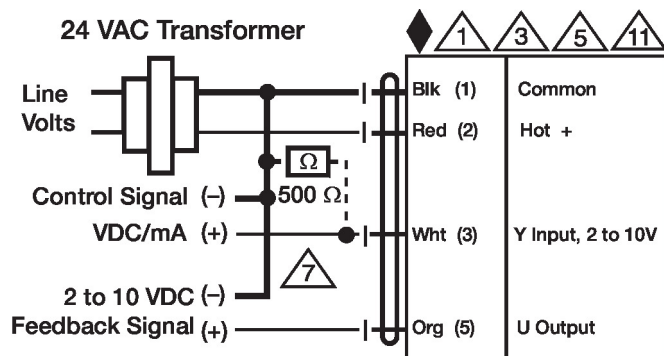 24 VAC Transformer
1 3 5 11
Line Volts
Blk (1) Common
Red (2) Hot +
Ω
500 Ω
Control Signal (–)
VDC/mA (+)
Wht (3) Y Input, 2 to 10V
7
2 to 10 VDC (–)
Feedback Signal (+)
Org (5) U Output